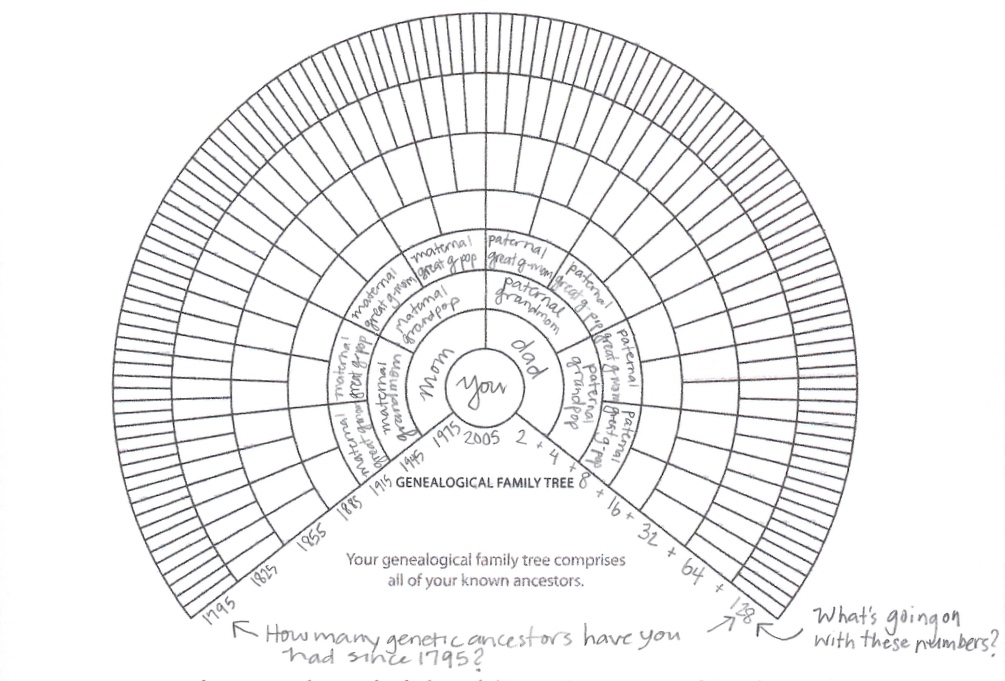 maternal
great g-pop
paternal
great g-mom
maternal
great g-mom
paternal
great g-pop
maternal
grandpop
paternal
grandmom
maternal
great g-pop
paternal
great g-mom
mom
dad
you
maternal
grandmom
paternal
grandpop
maternal
great g-mom
paternal
great g-pop
1795 1825 1855 1885 1915 1945 1975 2005 2 + 4 + 8 + 16 + 32 + 64 + 128
GENEALOGICAL FAMILY TREE
Your genealogical family tree comprises
all of your known ancestors.
How many genetic ancestors have you
had since 1795?
What's going on
with these numbers?